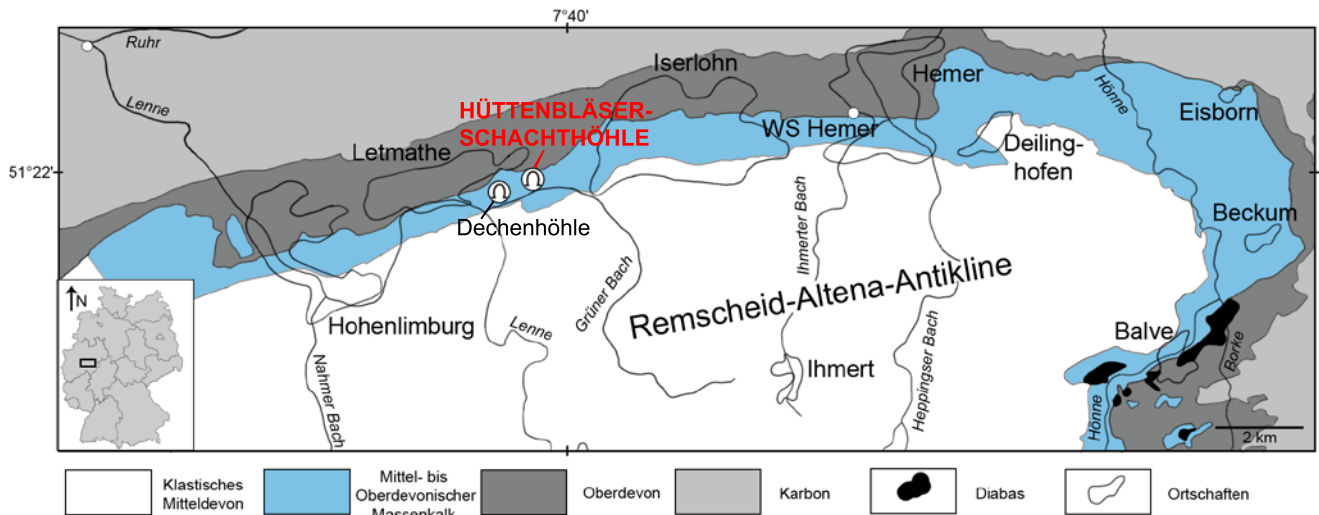 7°40'
Ruhr
Lenne
Iserlohn
Hemer
Hönne
Eisborn
HÜTTENBLÄSER-
SCHACHTHÖHLE
WS Hemer
Letmathe
Deiling-
hofen
51°22'
Dechenhöhle
Beckum
Ihmerter Bach
Grüner Bach
Remscheid-Altena-Antikline
N
Hohenlimburg
Lenne
Balve
Borke
Nahmer Bach
Ihmert
Heppingser Bach
Hönne
2 km
Klastisches
Mitteldevon
Mittel- bis
Oberdevonischer
Massenkalk
Oberdevon
Karbon
Diabas
Ortschaften